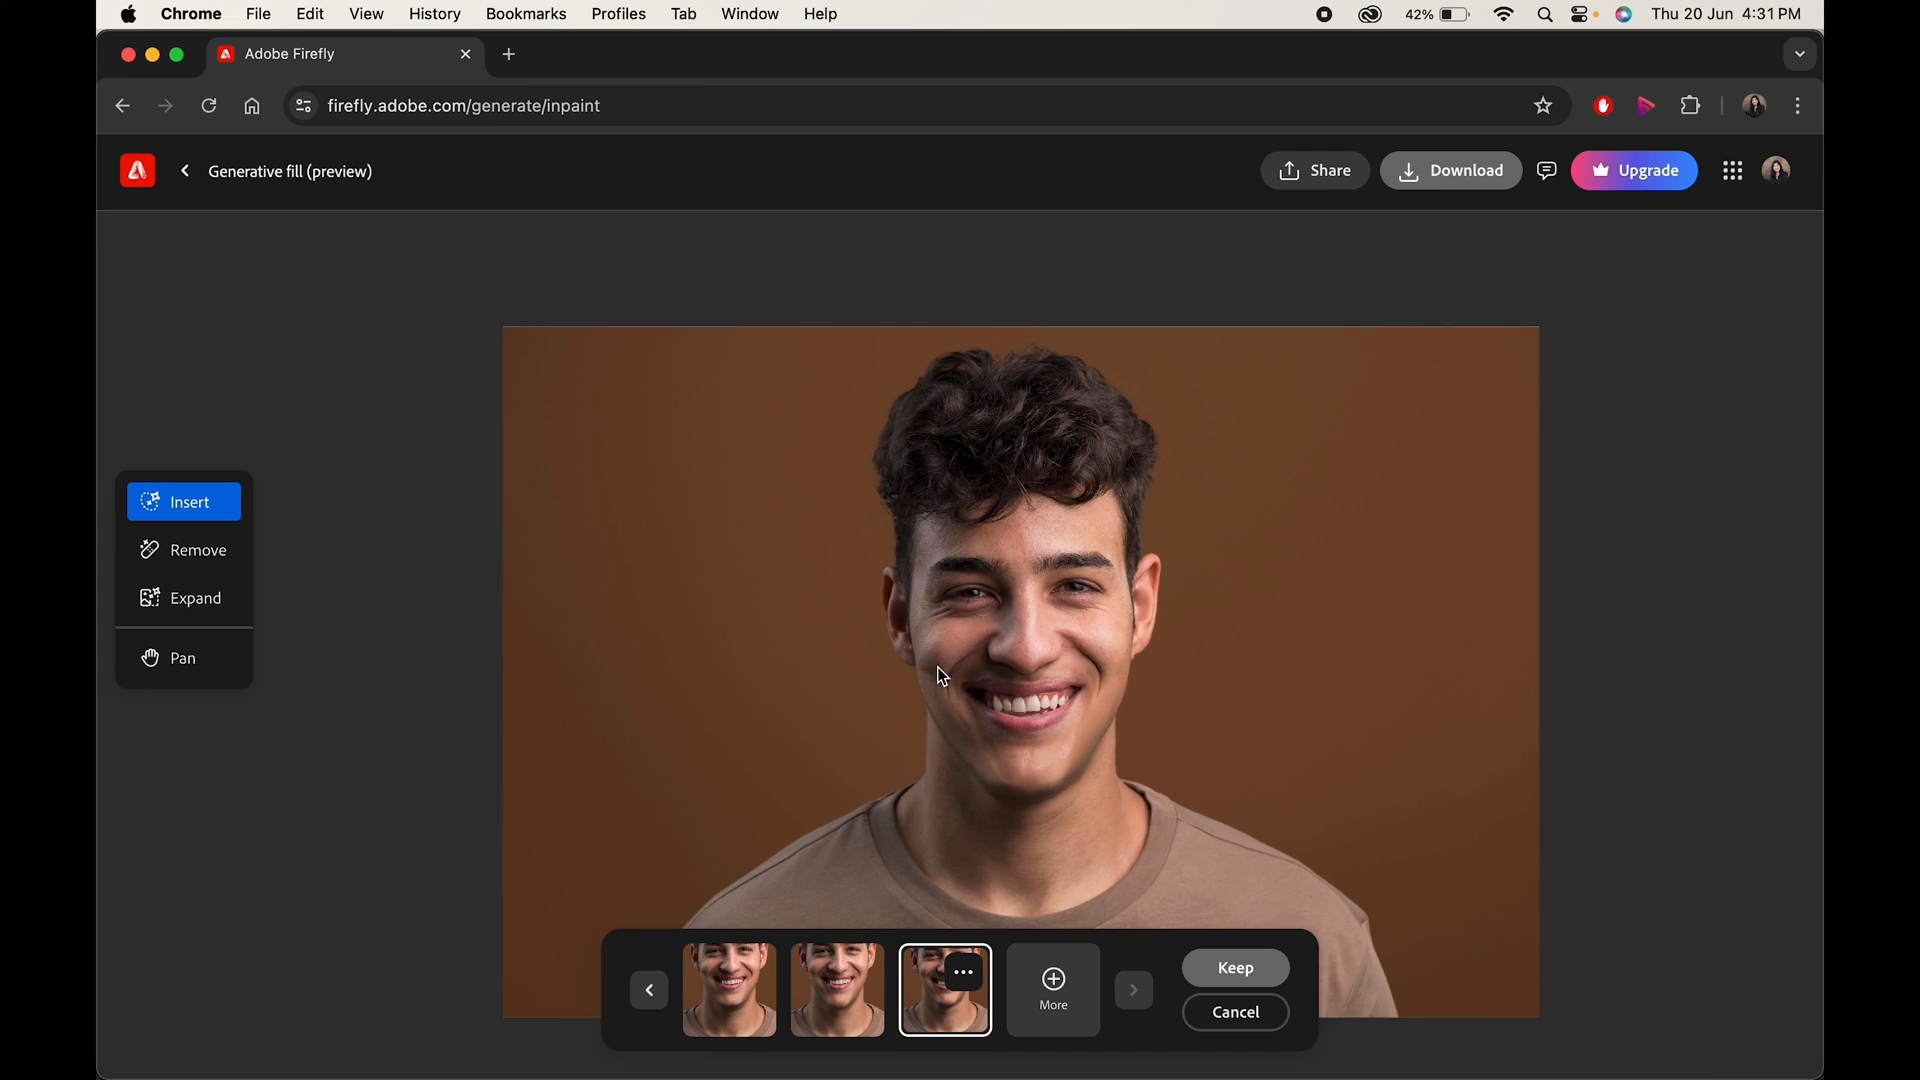 Chrome File Edit View History Bookmarks Profiles Tab Window Help 42% Thu 20 Jun 4:31 PM
Adobe Firefly
firefly.adobe.com/generate/inpaint
Generative fill (preview) Share Download Upgrade
Insert
Remove
Expand
Pan
More
Keep
Cancel